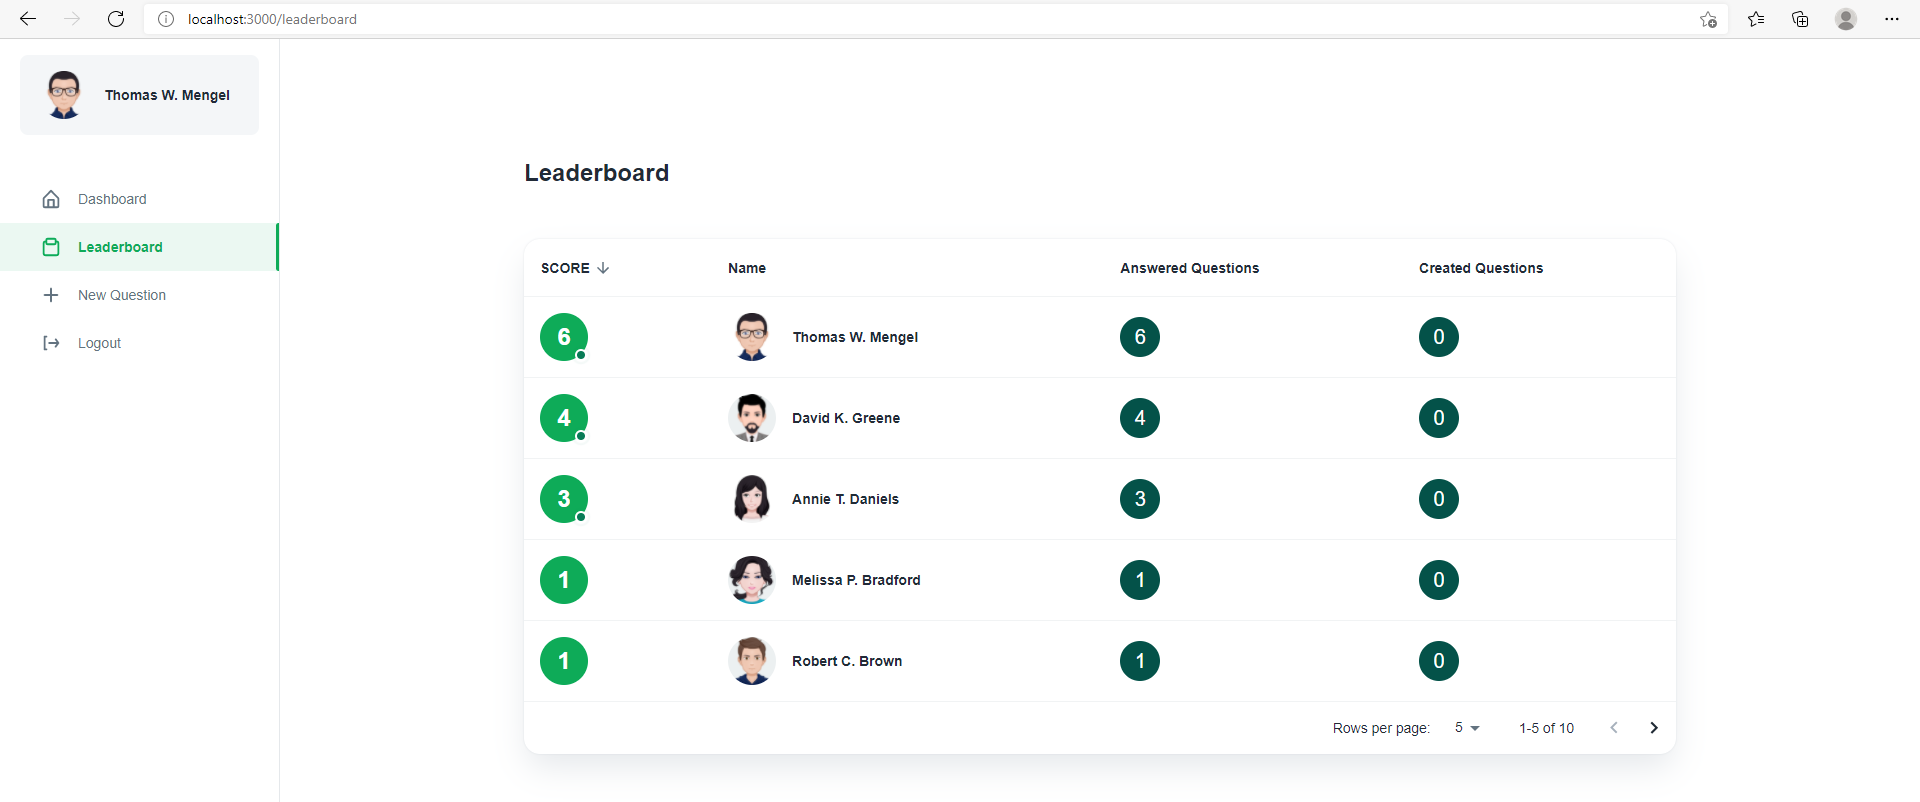 localhost:3000/leaderboard
Thomas W. Mengel
Dashboard
Leaderboard
New Question
Logout
Leaderboard
SCORE Name Answered Questions Created Questions
6 Thomas W. Mengel 6 0
4 David K. Greene 4 0
3 Annie T. Daniels 3 0
1 Melissa P. Bradford 1 0
1 Robert C. Brown 1 0
Rows per page: 5 1-5 of 10